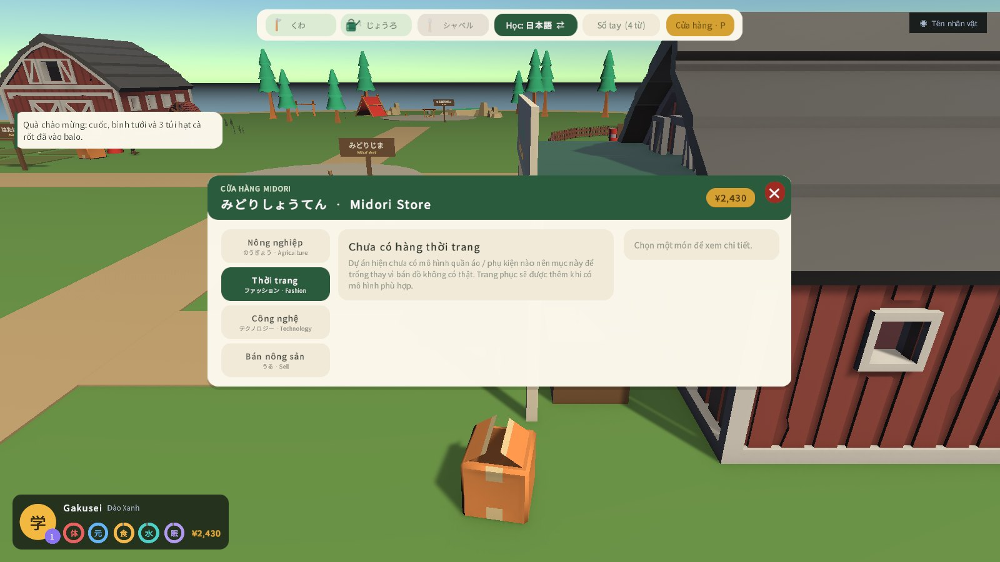 くわ
じょうろ
シャベル
Học: 日本語 ⇄
Sổ tay (4 từ)
Cửa hàng · P
Tên nhân vật
Quà chào mừng: cuốc, bình tưới và 3 túi hạt cà
rốt đã vào balo.
みどりじま
CỬA HÀNG MIDORI
みどりしょうてん · Midori Store
¥2,430
Nông nghiệp
のうぎょう · Agriculture
Thời trang
ファッション · Fashion
Công nghệ
テクノロジー · Technology
Bán nông sản
うる · Sell
Chưa có hàng thời trang
Dự án hiện chưa có mô hình quần áo / phụ kiện nào nên mục này để
trống thay vì bán đồ không có thật. Trang phục sẽ được thêm khi có
mô hình phù hợp.
Chọn một món để xem chi tiết.
学
1
Gakusei Đảo Xanh
体 元 食 水 眠 ¥2,430